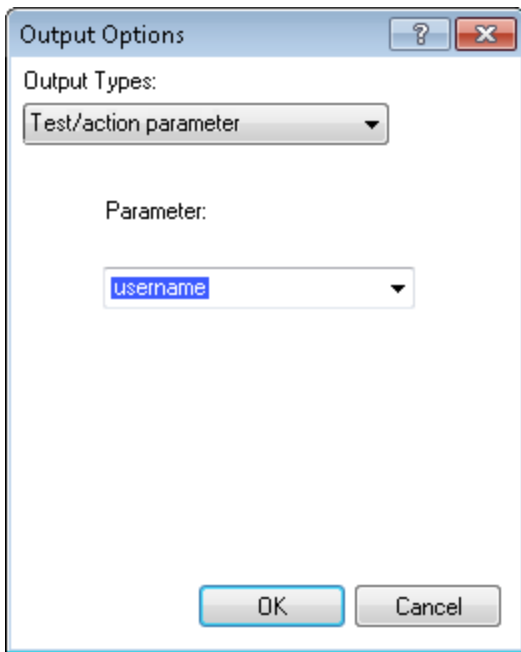 Output Options
Output Types:
Test/action parameter
Parameter:
username
OK
Cancel